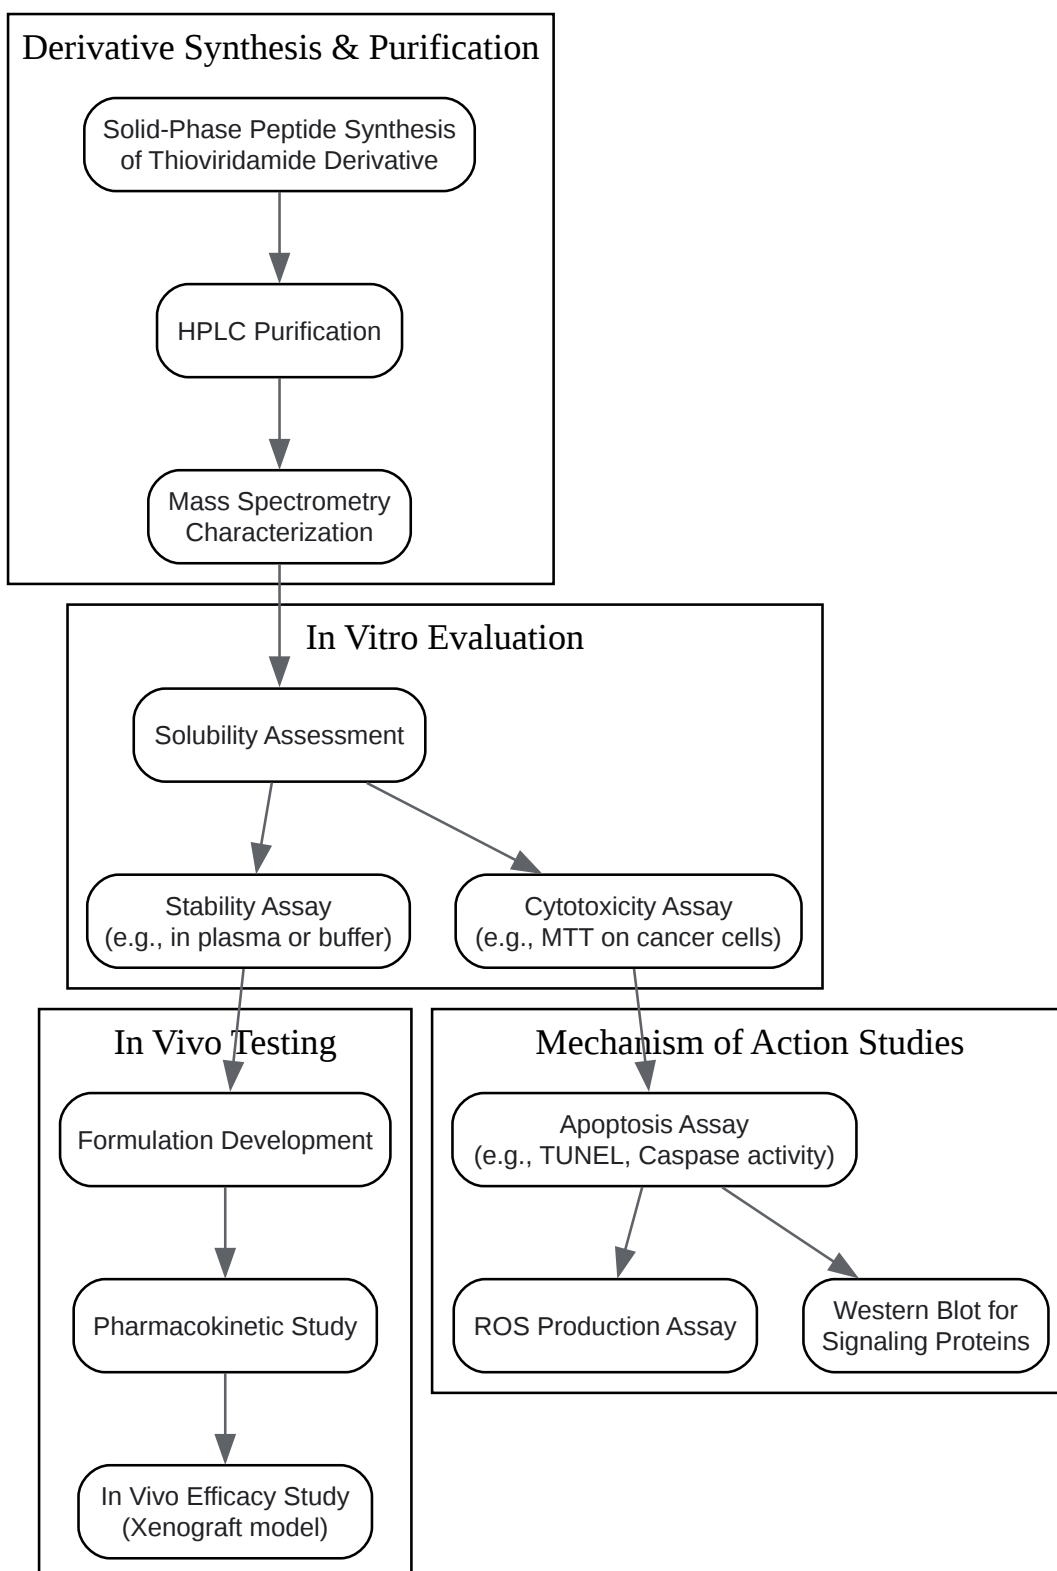 Derivative Synthesis & Purification
Solid-Phase Peptide Synthesis
of Thioviridamide Derivative
HPLC Purification
Mass Spectrometry
Characterization
In Vitro Evaluation
Solubility Assessment
Stability Assay
(e.g., in plasma or buffer)
Cytotoxicity Assay
(e.g., MTT on cancer cells)
In Vivo Testing
Formulation Development
Pharmacokinetic Study
In Vivo Efficacy Study
(Xenograft model)
Mechanism of Action Studies
Apoptosis Assay
(e.g., TUNEL, Caspase activity)
ROS Production Assay
Western Blot for
Signaling Proteins